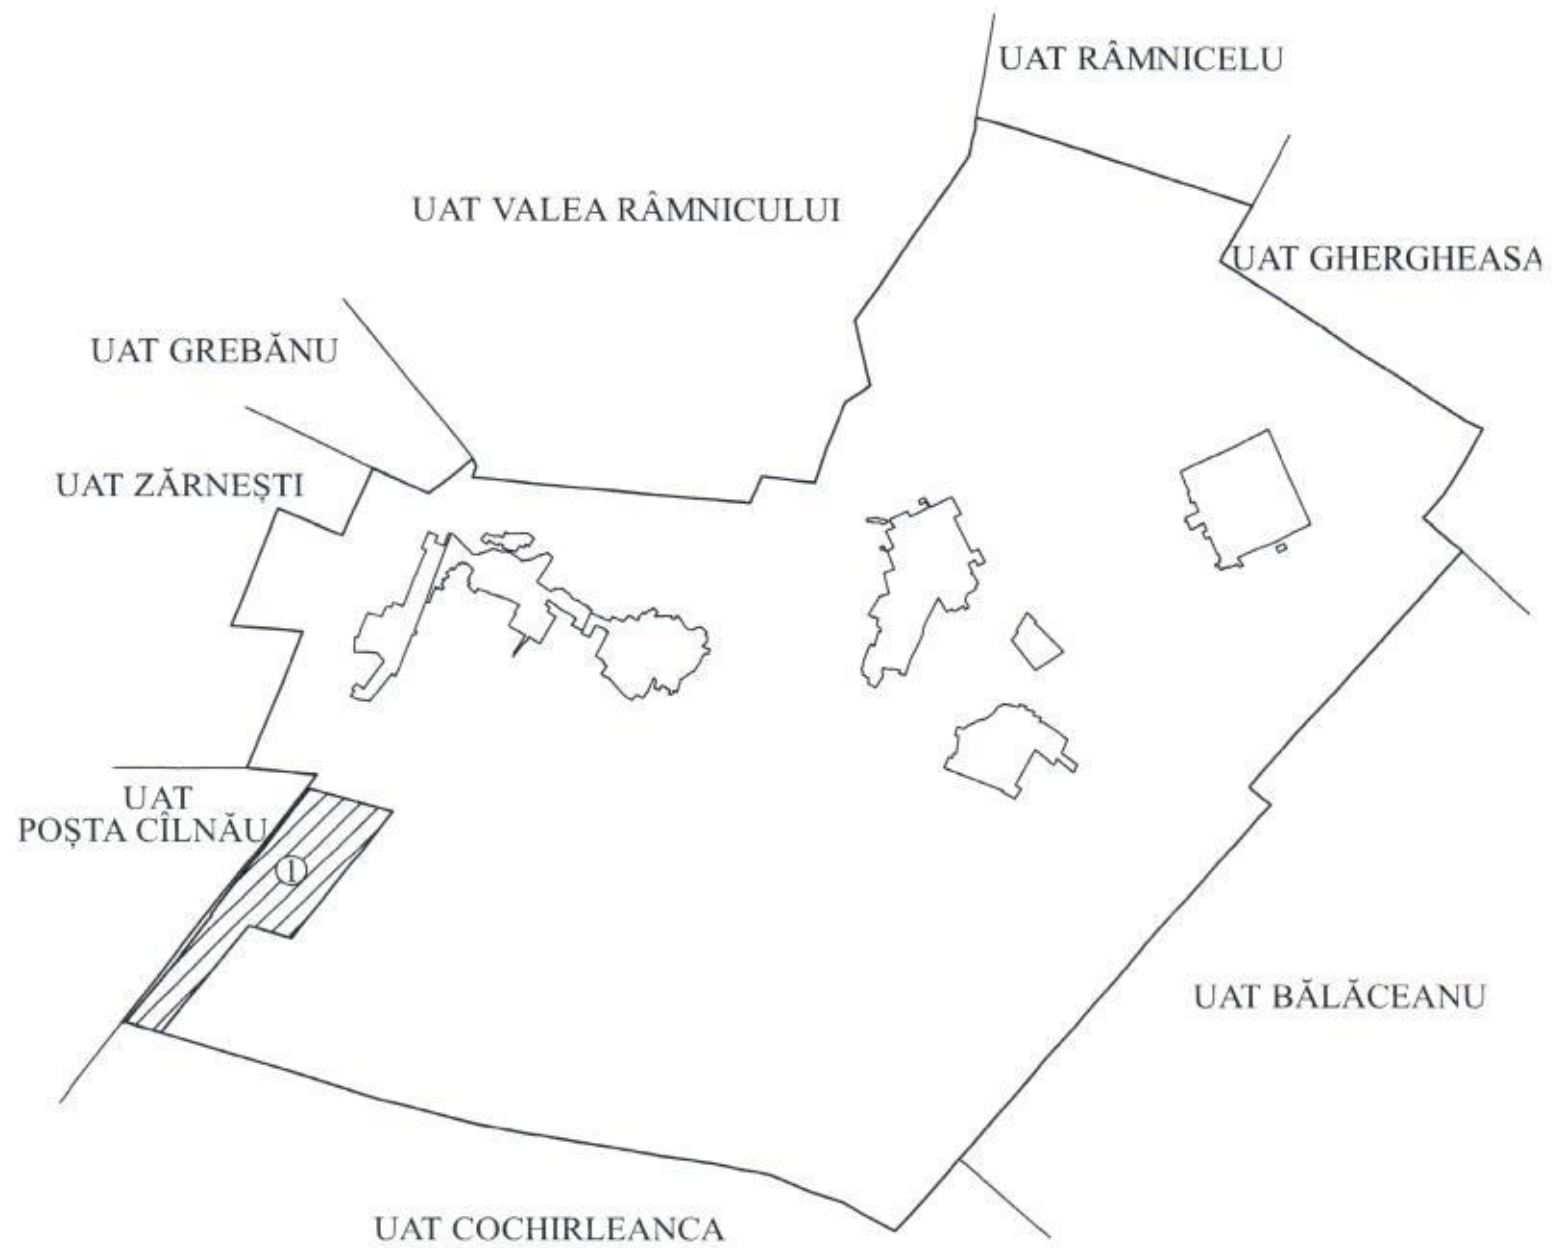 UAT RÂMNICELU
UAT VALEA RÂMNICULUI
UAT GHERGHEASA
UAT GREBĂNU
UAT ZĂRNEȘTI
UAT
POȘTA CÎLNĂU
1
UAT BĂLĂCEANU
UAT COCHIRLEANCA